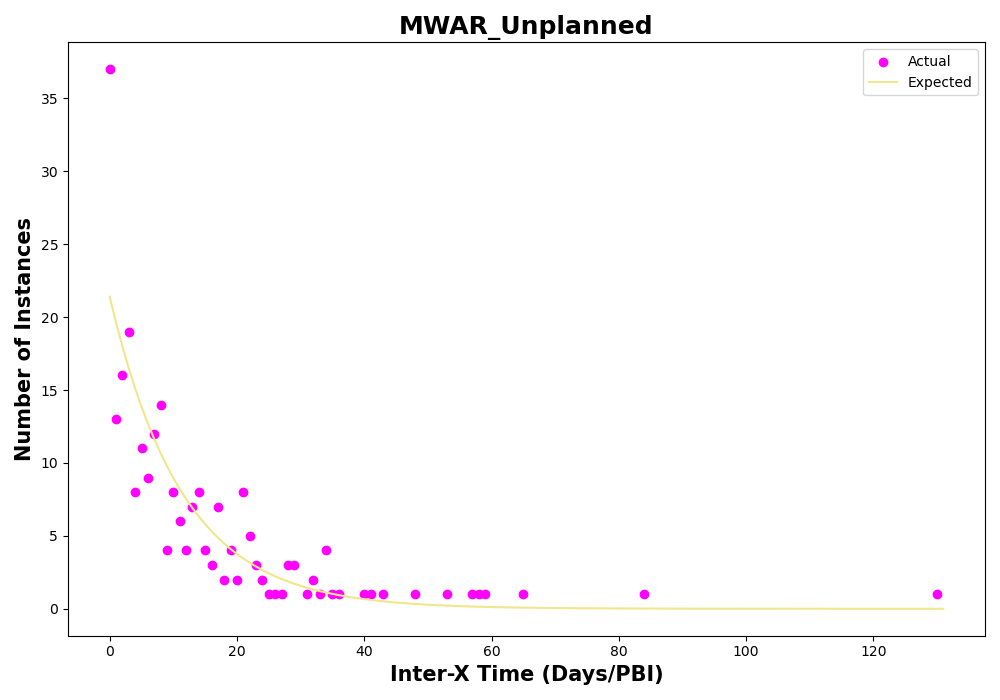 MWAR_Unplanned
Actual
Expected
Number of Instances
35
30
25
20
15
10
5
0
0 20 40 60 80 100 120
Inter-X Time (Days/PBI)